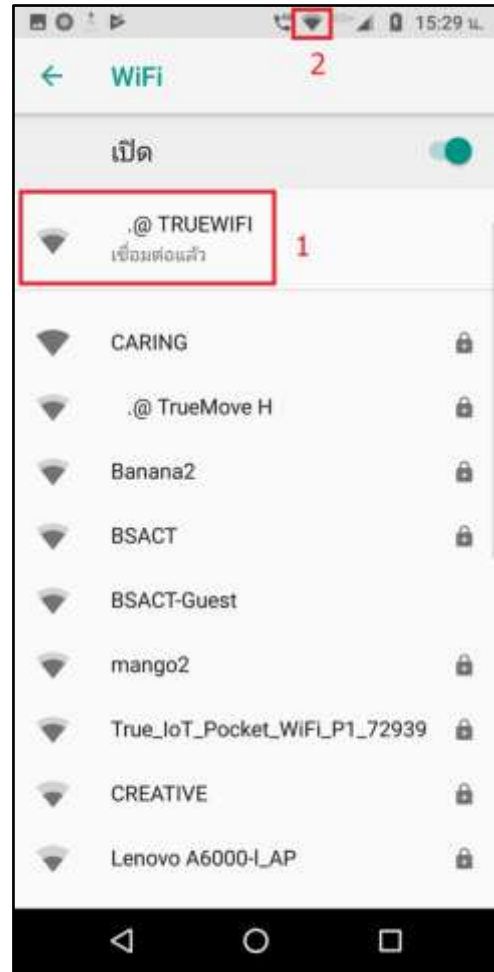 15:29 น.
2
WiFi
เปิด
.@ TRUEWIFI
เชื่อมต่อแล้ว
1
CARING
.@ TrueMove H
Banana2
BSACT
BSACT-Guest
mango2
True_IoT_Pocket_WiFi_P1_72939
CREATIVE
Lenovo A6000-l_AP